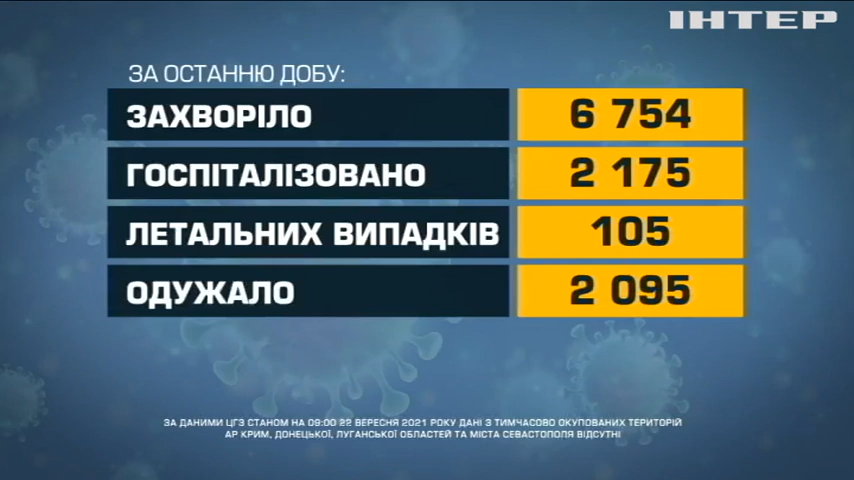 ІНТЕР
ЗА ОСТАННЮ ДОБУ:
ЗАХВОРІЛО 6 754
ГОСПІТАЛІЗОВАНО 2 175
ЛЕТАЛЬНИХ ВИПАДКІВ 105
ОДУЖАЛО 2 095
ЗА ДАНИМИ ЦГЗ СТАНОМ НА 09:00 22 ВЕРЕСНЯ 2021 РОКУ ДАНІ З ТИМЧАСОВО ОКУПОВАНИХ ТЕРИТОРІЙ
АР КРИМ, ДОНЕЦЬКОЇ, ЛУГАНСЬКОЇ ОБЛАСТЕЙ ТА МІСТА СЕВАСТОПОЛЯ ВІДСУТНІ